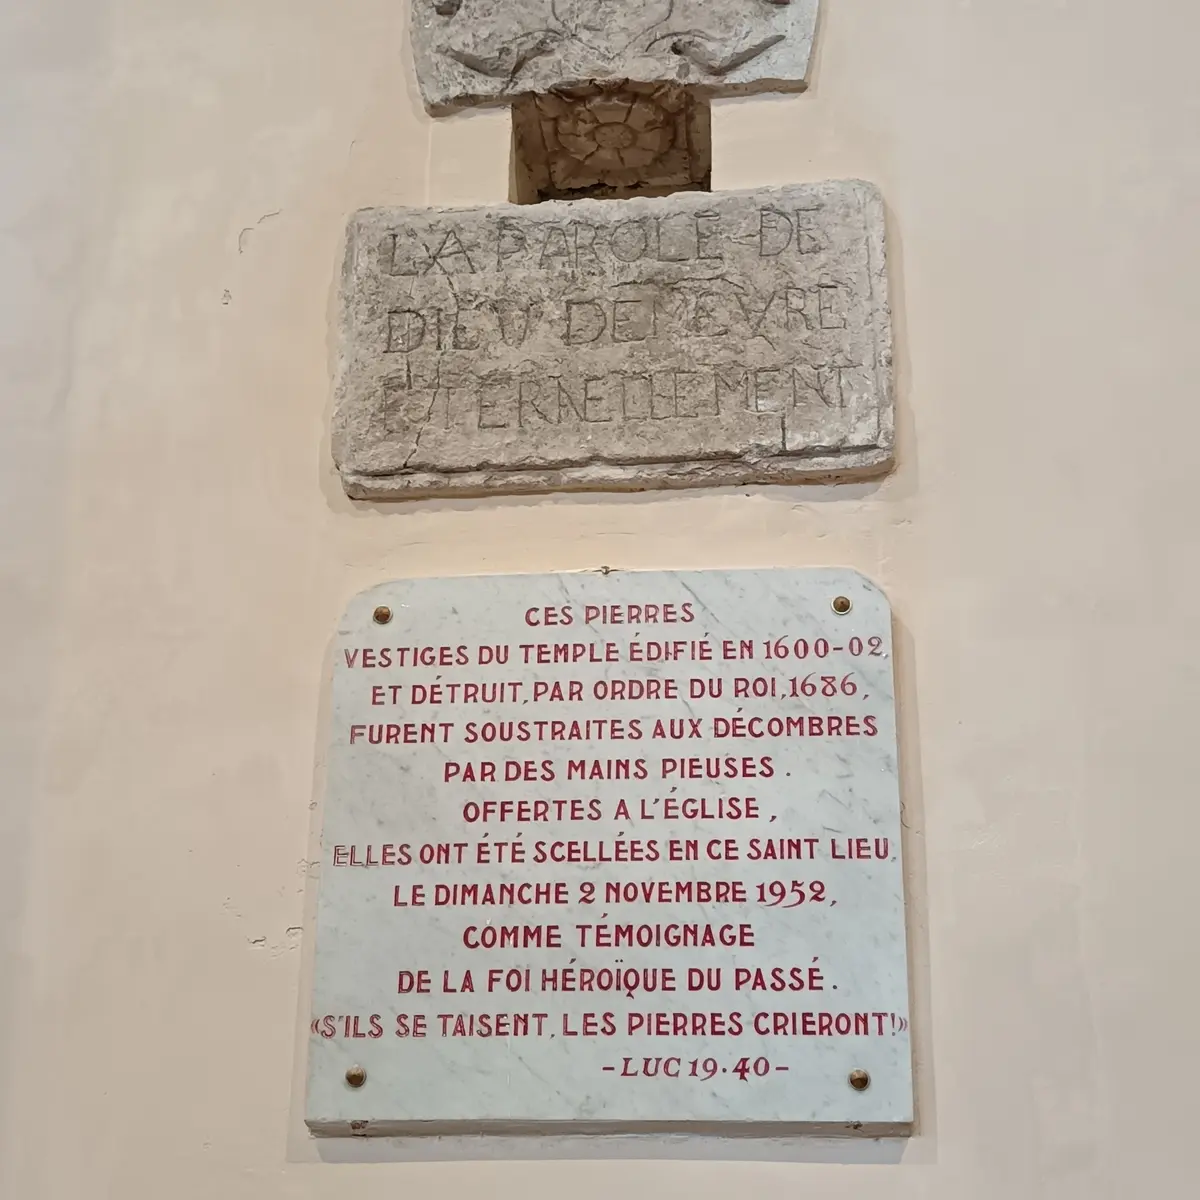 LA PAROLE DE
DIEU DEMEVRE
ETERNELLEMENT
CES PIERRES
VESTIGES DU TEMPLE ÉDIFIÉ EN 1600-02,
ET DÉTRUIT, PAR ORDRE DU ROI, 1686,
FURENT SOUSTRAITES AUX DÉCOMBRES
PAR DES MAINS PIEUSES.
OFFERTES A L'ÉGLISE,
ELLES ONT ÉTÉ SCELLÉES EN CE SAINT LIEU,
LE DIMANCHE 2 NOVEMBRE 1952,
COMME TÉMOIGNAGE
DE LA FOI HÉROÏQUE DU PASSÉ.
«S'ILS SE TAISENT, LES PIERRES CRIERONT!»
-LUC 19.40-